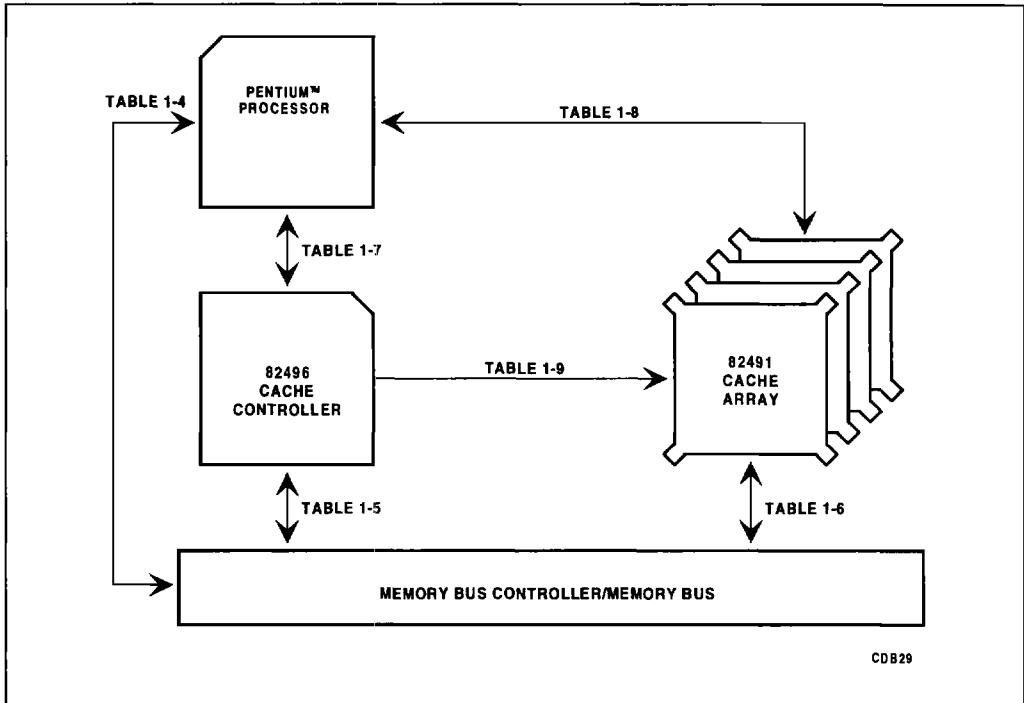 PENTIUM™
PROCESSOR
TABLE 1-4
TABLE 1-8
TABLE 1-7
82496
CACHE
CONTROLLER
TABLE 1-9
82491
CACHE
ARRAY
TABLE 1-5
TABLE 1-6
MEMORY BUS CONTROLLER/MEMORY BUS
CDB29